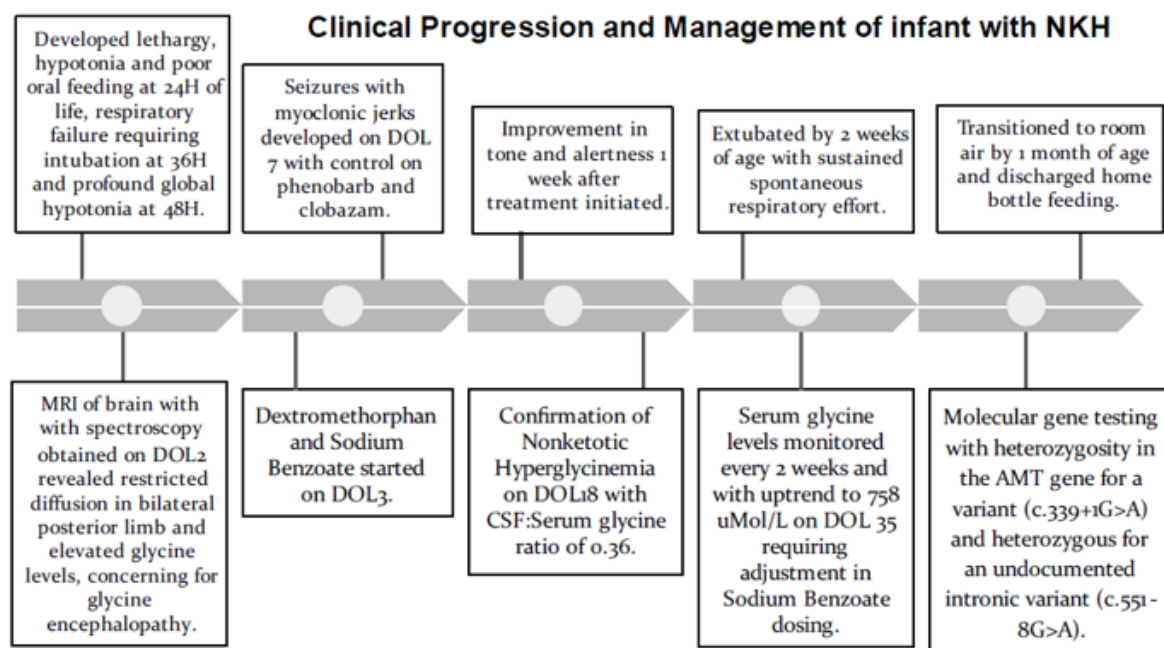 Clinical Progression and Management of infant with NKH
Developed lethargy,
hypotonia and poor
oral feeding at 24H of
life, respiratory
failure requiring
intubation at 36H
and profound global
hypotonia at 48H.
Seizures with
myoclonic jerks
developed on DOL
7 with control on
phenobarb and
clobazam.
Improvement in
tone and alertness 1
week after
treatment initiated.
Extubated by 2 weeks
of age with sustained
spontaneous
respiratory effort.
Transitioned to room
air by 1 month of age
and discharged home
bottle feeding.
MRI of brain with
with spectroscopy
obtained on DOL2
revealed restricted
diffusion in bilateral
posterior limb and
elevated glycine
levels, concerning for
glycine
encephalopathy.
Dextromethorphan
and Sodium
Benzoate started
on DOL3.
Confirmation of
Nonketotic
Hyperglycinemia
on DOL18 with
CSF:Serum glycine
ratio of 0.36.
Serum glycine
levels monitored
every 2 weeks and
with uptrend to 758
uMol/L on DOL 35
requiring
adjustment in
Sodium Benzoate
dosing.
Molecular gene testing
with heterozygosity in
the AMT gene for a
variant (c.339+1G>A)
and heterozygous for
an undocumented
intronic variant (c.551-
8G>A).